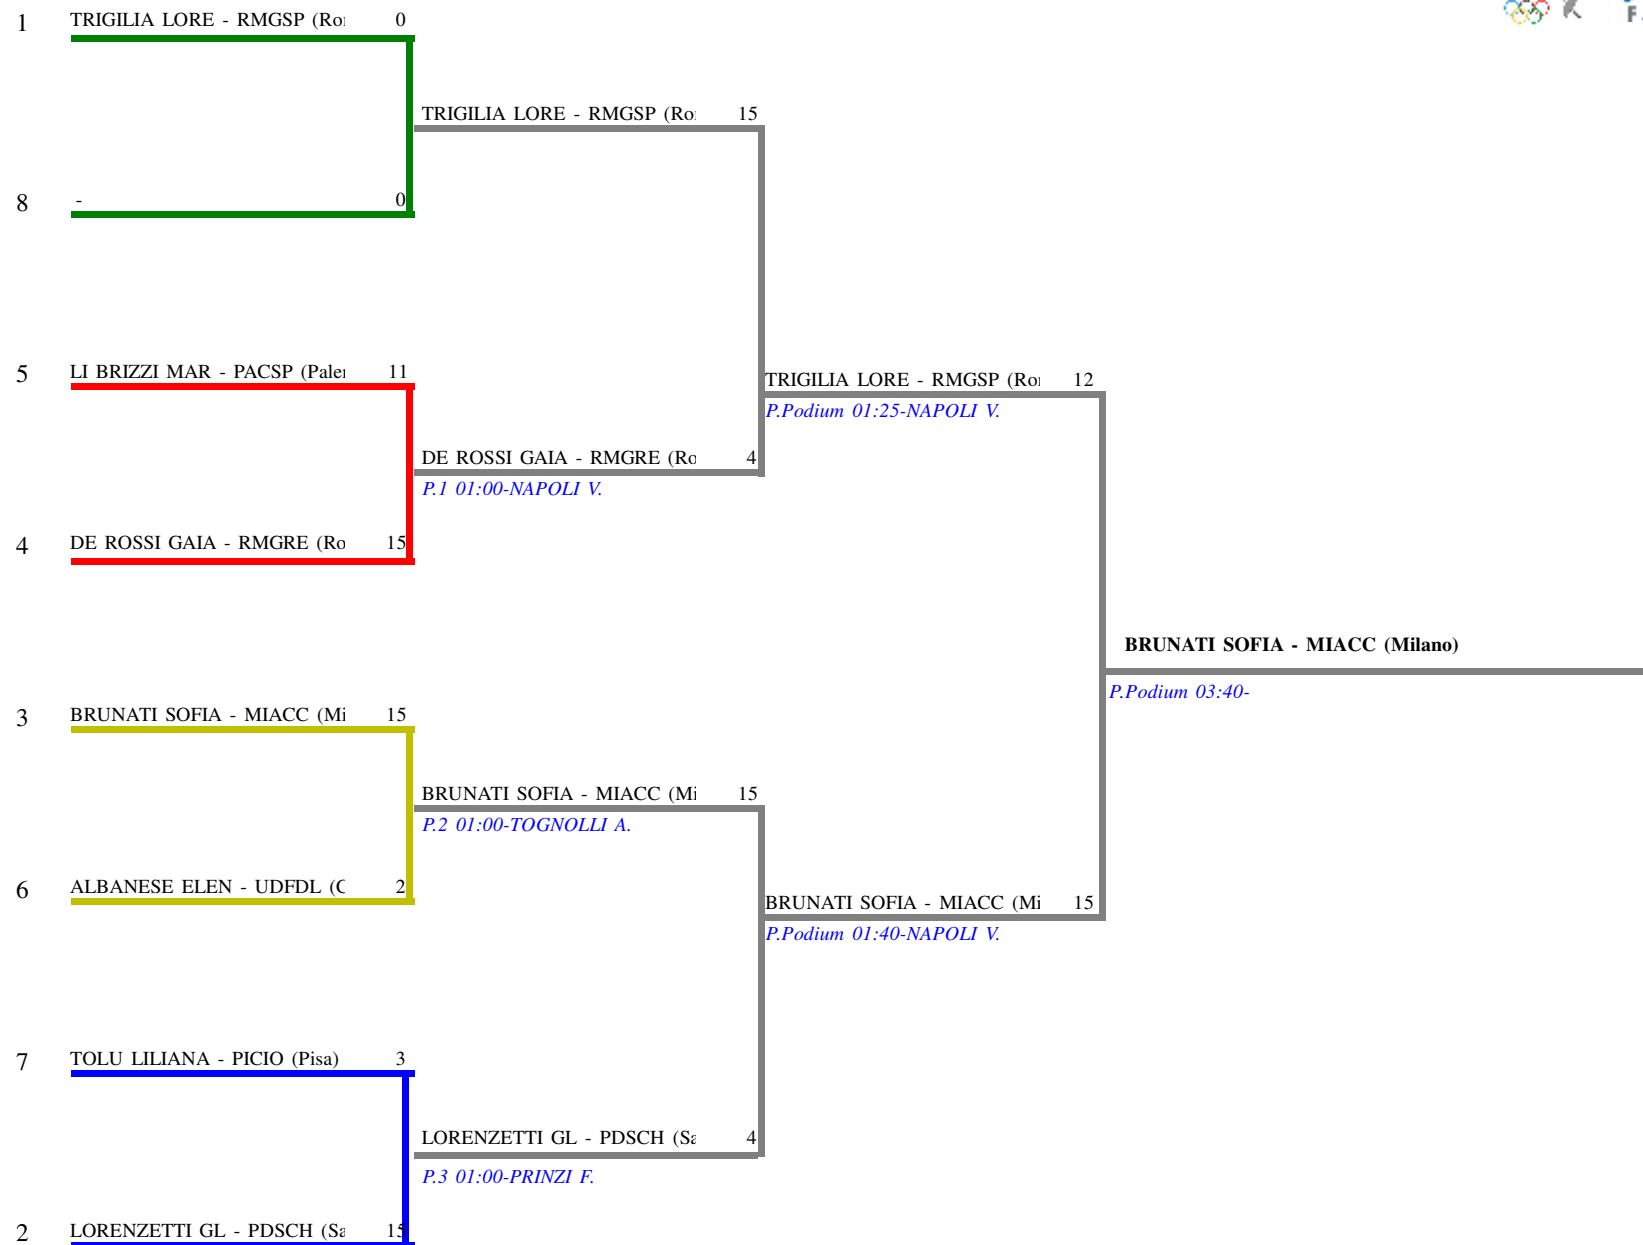 1 TRIGILIA LORE - RMGSP (Ro 0
F.
TRIGILIA LORE - RMGSP (Ro 15
8 - 0
5 LI BRIZZI MAR - PACSP (Pale 11
TRIGILIA LORE - RMGSP (Ro 12
P.Podium 01:25-NAPOLI V.
DE ROSSI GAIA - RMGRE (Ro 4
P.1 01:00-NAPOLI V.
4 DE ROSSI GAIA - RMGRE (Ro 15
BRUNATI SOFIA - MIACC (Milano)
P.Podium 03:40-
3 BRUNATI SOFIA - MIACC (Mi 15
BRUNATI SOFIA - MIACC (Mi 15
P.2 01:00-TOGNOLLI A.
6 ALBANESE ELEN - UDFDL ( 2
BRUNATI SOFIA - MIACC (Mi 15
P.Podium 01:40-NAPOLI V.
7 TOLU LILIANA - PICIO (Pisa) 3
LORENZETTI GL - PDSCH (Sa 4
P.3 01:00-PRINZI F.
2 LORENZETTI GL - PDSCH (Sa 15